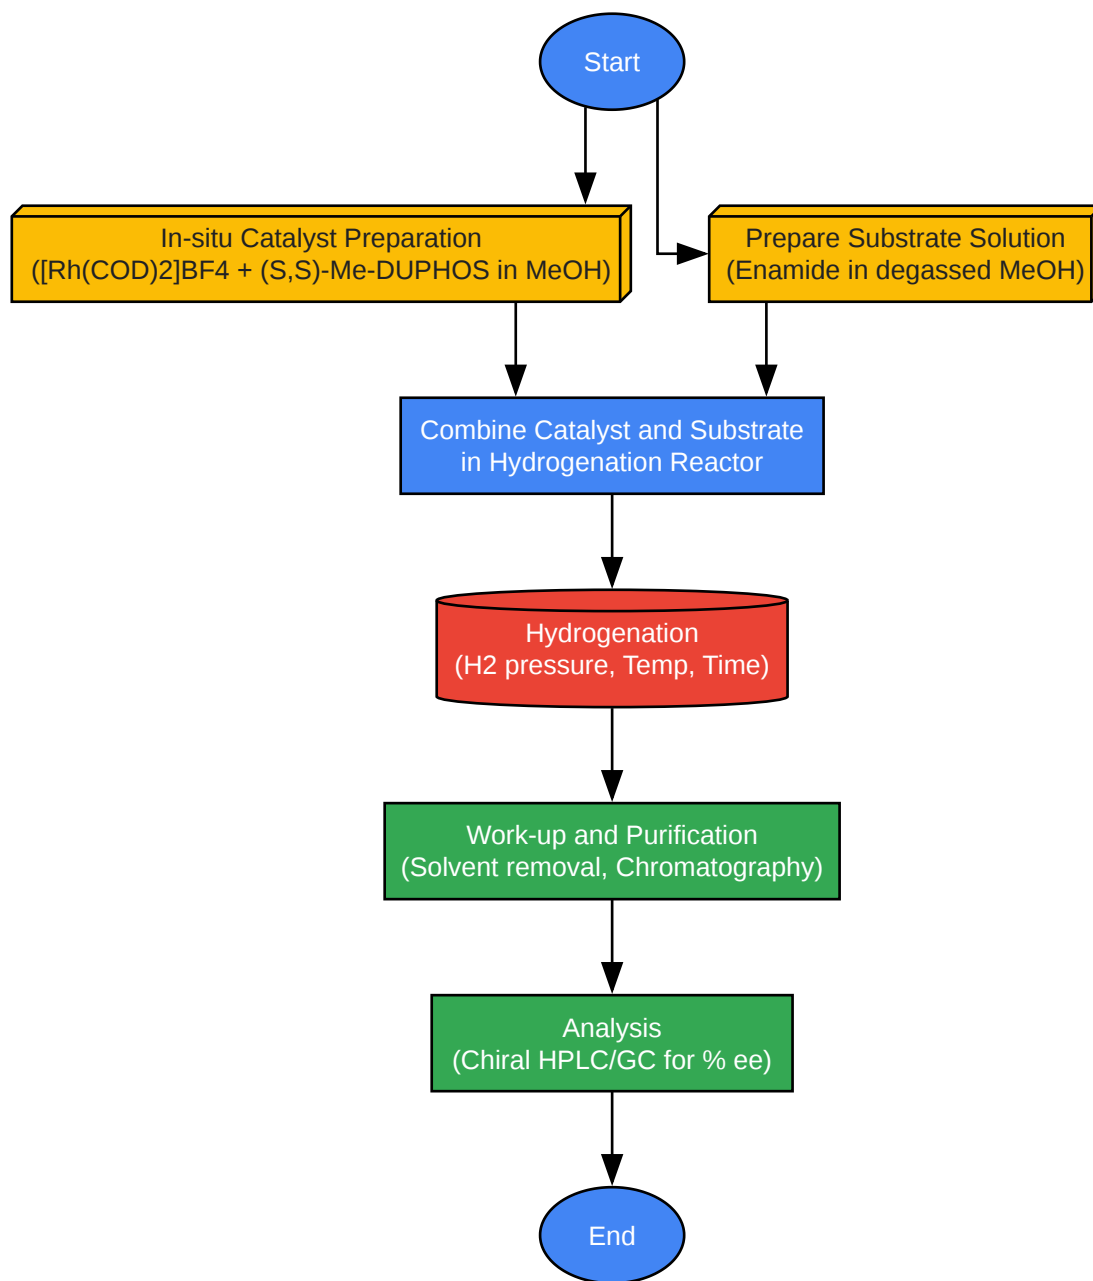 Start
In-situ Catalyst Preparation
([Rh(COD)2]BF4 + (S,S)-Me-DUPHOS in MeOH)
Prepare Substrate Solution
(Enamide in degassed MeOH)
Combine Catalyst and Substrate
in Hydrogenation Reactor
Hydrogenation
(H2 pressure, Temp, Time)
Work-up and Purification
(Solvent removal, Chromatography)
Analysis
(Chiral HPLC/GC for % ee)
End